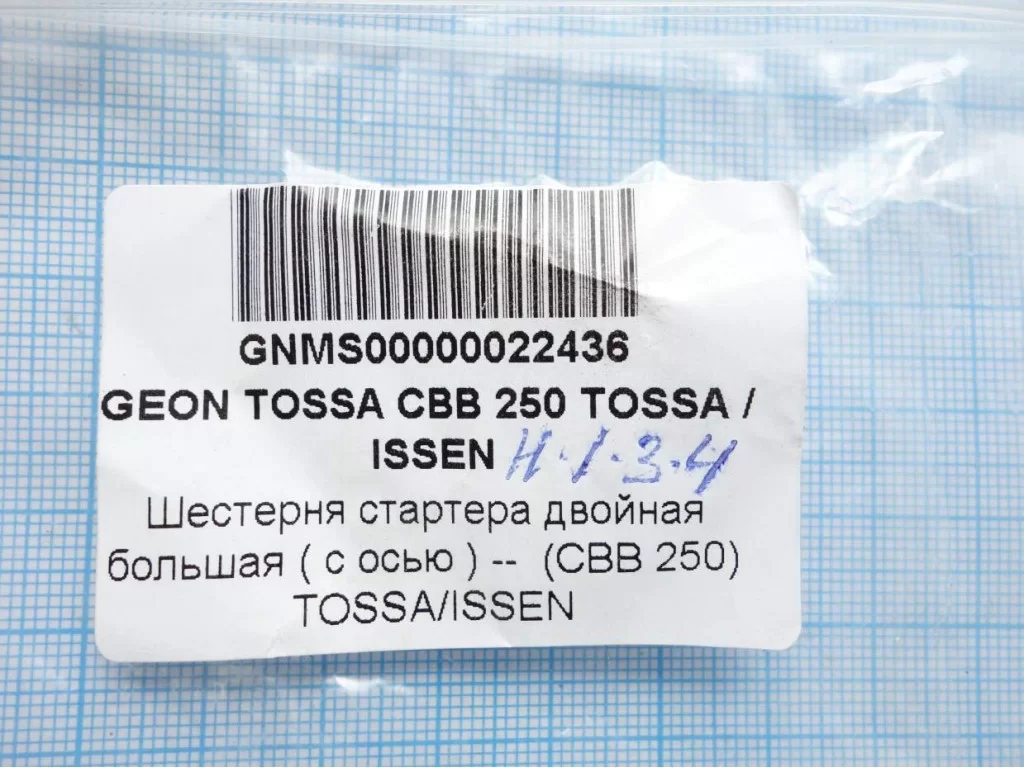 GNMS00000022436
GEON TOSSA CBB 250 TOSSA /
ISSEN H.1.3.4
Шестерня стартера двойная
большая ( с осью ) -- (CBB 250)
TOSSA/ISSEN